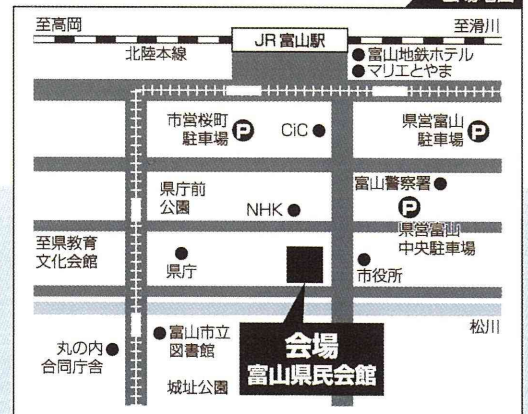 至高岡
JR富山駅
至滑川
北陸本線
富山地鉄ホテル
マリエとやま
市営桜町
駐車場
P
CiC
県営富山
駐車場
P
県庁前
公園
NHK
富山警察署
P
県営富山
中央駐車場
至県教育
文化会館
県庁
市役所
松川
丸の内
合同庁舎
富山市立
図書館
城址公園
会場
富山県民会館